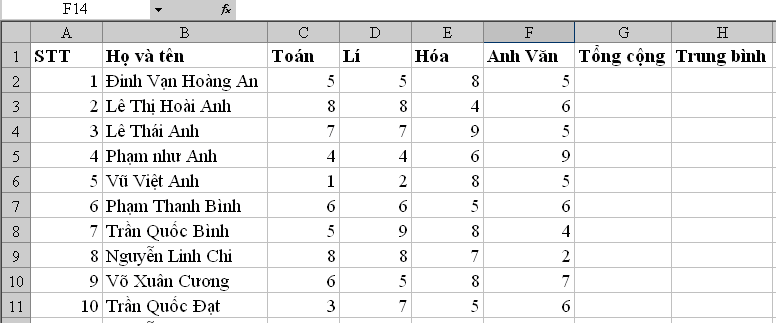 F14 fx
A B C D E F G H
1 STT Họ và tên Toán Lí Hóa Anh Văn Tổng cộng Trung bình
2 1 Đinh Vạn Hoàng An 5 5 8 5
3 2 Lê Thị Hoài Anh 8 8 4 6
4 3 Lê Thái Anh 7 7 9 5
5 4 Phạm như Anh 4 4 6 9
6 5 Vũ Việt Anh 1 2 8 5
7 6 Phạm Thanh Bình 6 6 5 6
8 7 Trần Quốc Bình 5 9 8 4
9 8 Nguyễn Linh Chi 8 8 7 2
10 9 Võ Xuân Cương 6 5 8 7
11 10 Trần Quốc Đạt 3 7 5 6